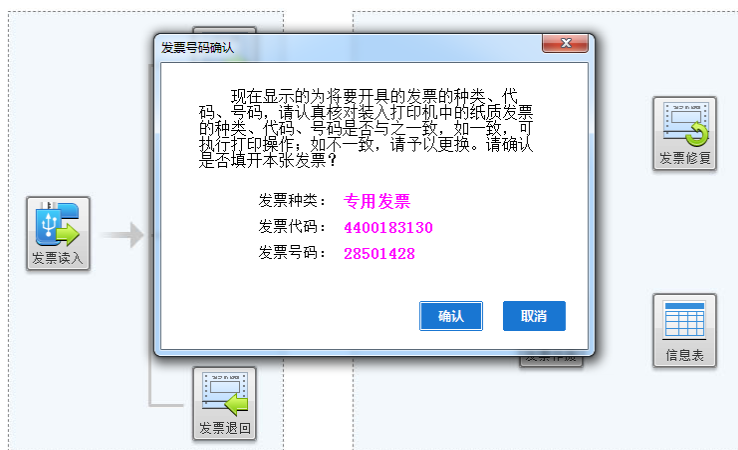 发票号码确认
现在显示的为将要开具的发票的种类、代
码、号码，请认真核对装入打印机中的纸质发票
的种类、代码、号码是否与之一致，如一致，可
执行打印操作；如不一致，请予以更换。请确认
是否填开本张发票？
发票种类： 专用发票
发票代码： 4400183130
发票号码： 28501428
确认 取消
发票读入
发票修复
信息表
发票退回